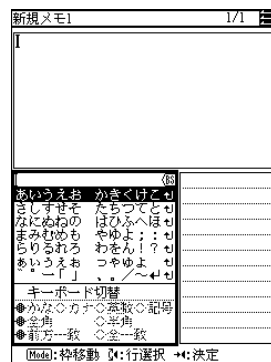 新規メモ1 1/1
BS
あいうえお かきくけこ
さしすせそ たちつてと
なにぬねの はひふへほ
まみむめも やゆよ；：
らりるれろ わをん！？
ぁぃぅぇぉ っゃゅょ
゛゜ー「」 、。／～
キーボード切替
かな◇カナ◇英数◇記号
全角 ◇半角
前方一致 ◇全一致
Mode:枠移動 :行選択 :決定